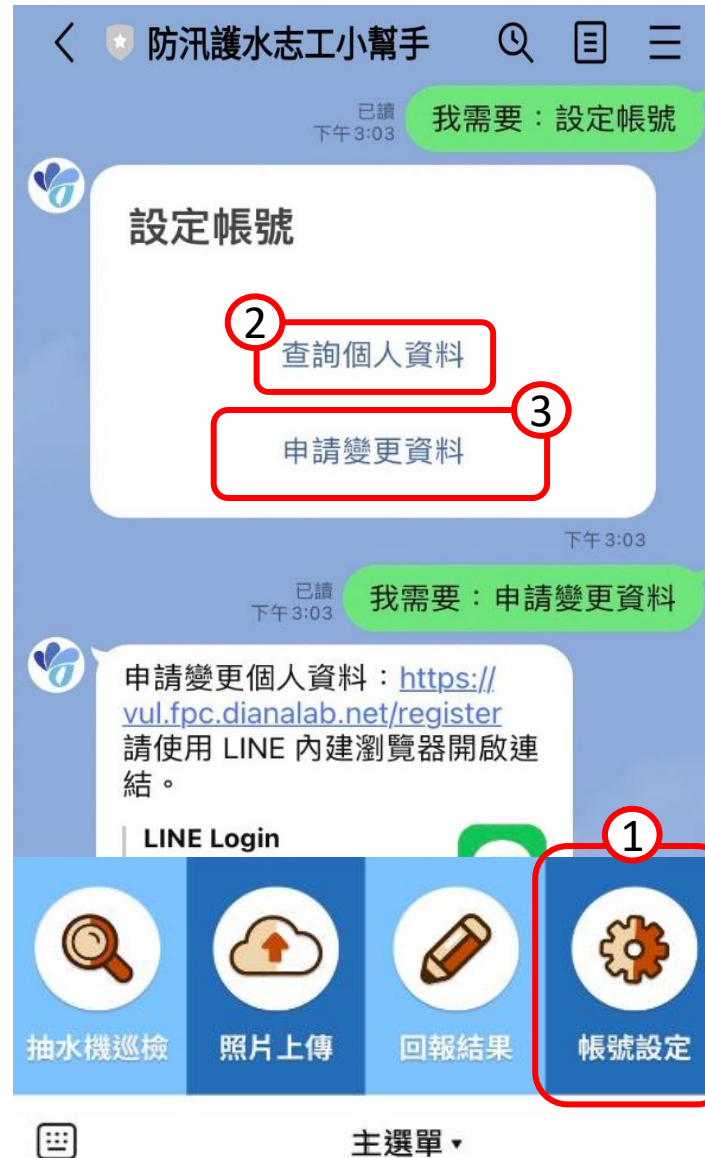 防汛護水志工小幫手
已讀
下午 3:03
我需要：設定帳號
設定帳號
2
查詢個人資料
3
申請變更資料
下午 3:03
已讀
下午 3:03
我需要：申請變更資料
申請變更個人資料：https://
vul.fpc.dianalab.net/register
請使用 LINE 內建瀏覽器開啟連
結。
LINE Login
1
抽水機巡檢
照片上傳
回報結果
帳號設定
主選單